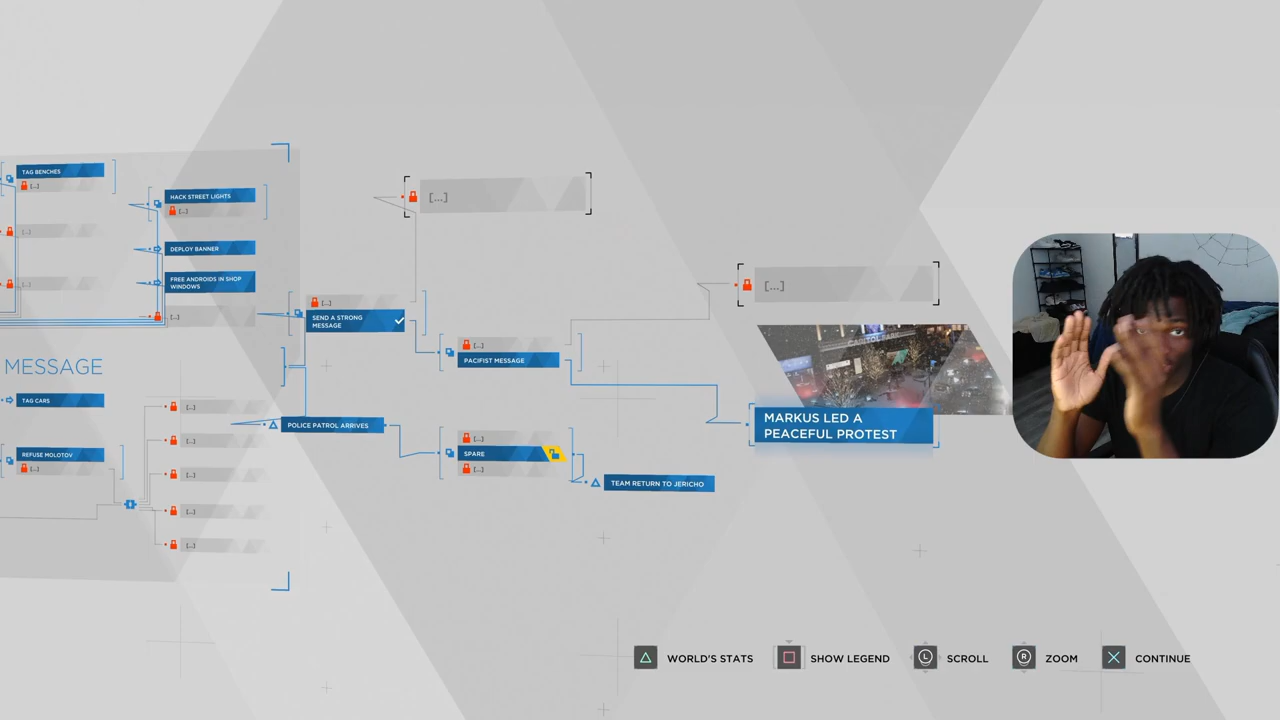 TAG BENCHES
[...]
[...]
[...]
HACK STREET LIGHTS
[...]
DEPLOY BANNER
FREE ANDROIDS IN SHOP
WINDOWS
[...]
MESSAGE
TAG CARS
REFUSE MOLOTOV
[...]
[...]
[...]
[...]
[...]
[...]
[...]
SEND A STRONG
MESSAGE
POLICE PATROL ARRIVES
[...]
[...]
PACIFIST MESSAGE
[...]
SPARE
[...]
TEAM RETURN TO JERICHO
[...]
MARKUS LED A
PEACEFUL PROTEST
WORLD'S STATS
SHOW LEGEND
L
SCROLL
R
ZOOM
CONTINUE